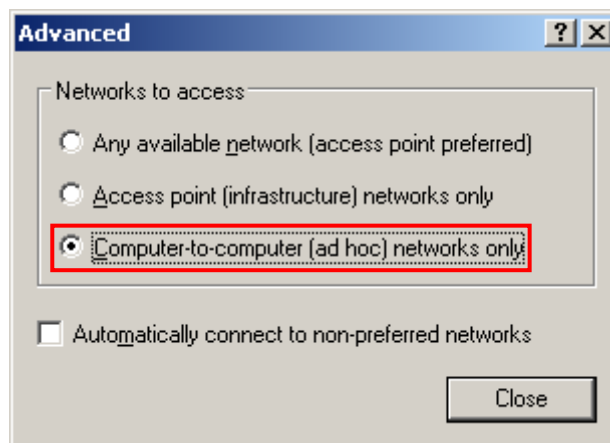 Advanced
Networks to access
Any available network (access point preferred)
Access point (infrastructure) networks only
Computer-to-computer (ad hoc) networks only
Automatically connect to non-preferred networks
Close